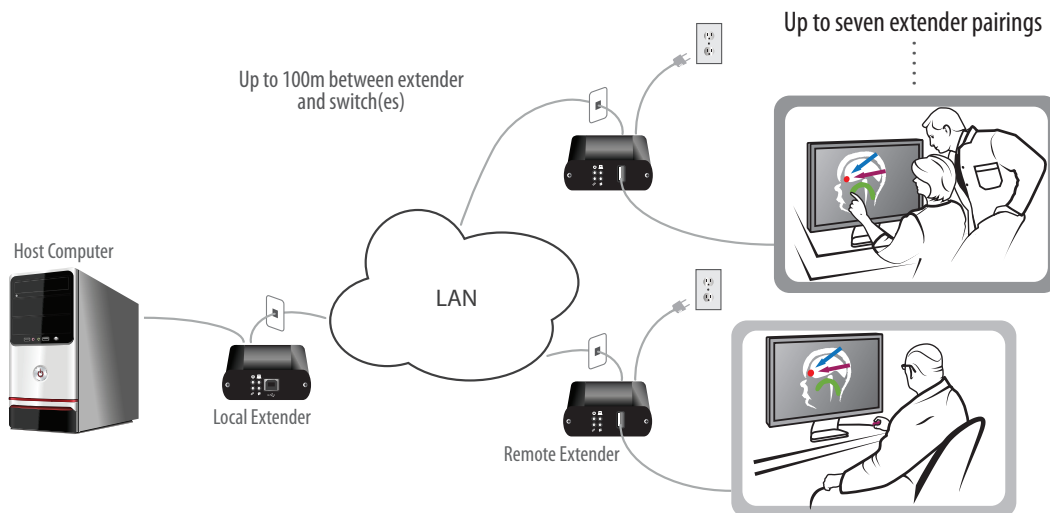 Up to seven extender pairings
Up to 100m between extender
and switch(es)
Host Computer
LAN
Local Extender
Remote Extender